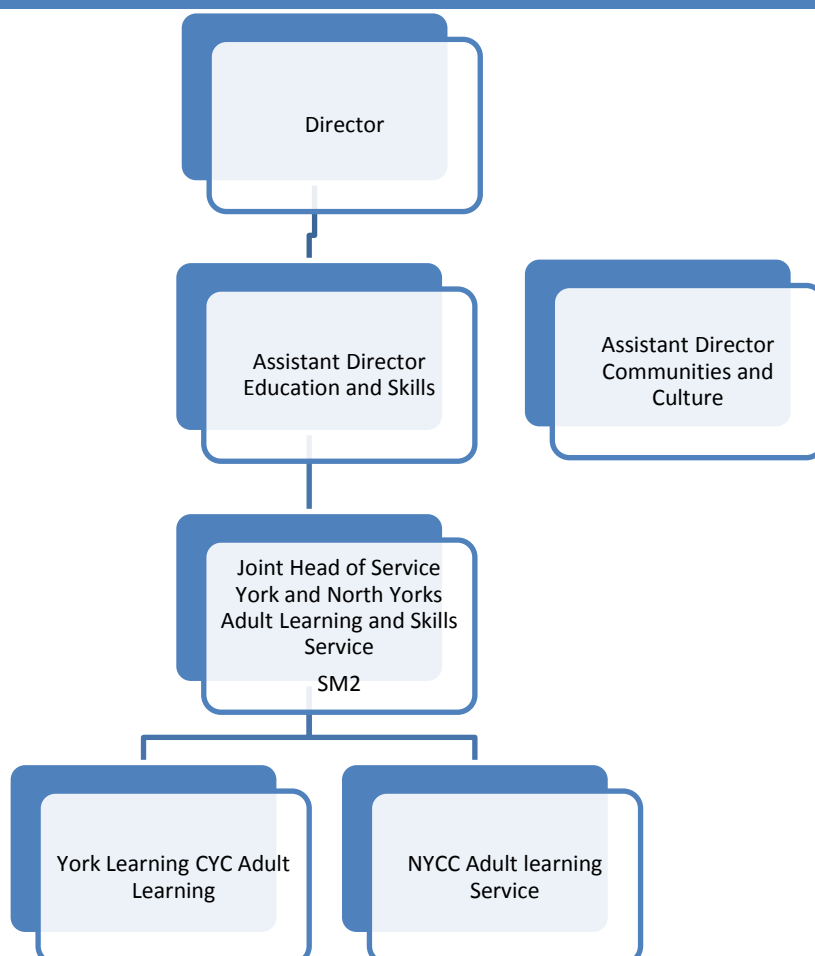 Director
Assistant Director
Education and Skills
Assistant Director
Communities and
Culture
Joint Head of Service
York and North Yorks
Adult Learning and Skills
Service
SM2
York Learning CYC Adult
Learning
NYCC Adult learning
Service